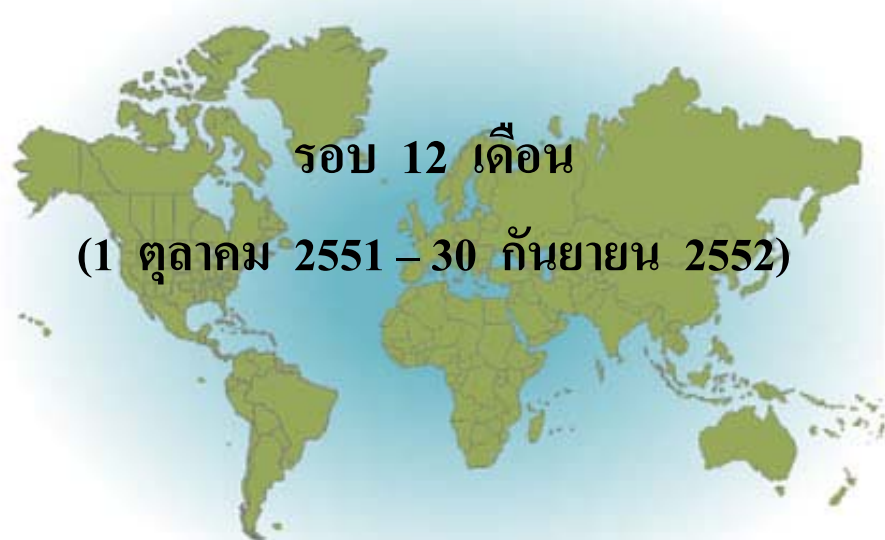 รอบ 12 เดือน
(1 ตุลาคม 2551 – 30 กันยายน 2552)